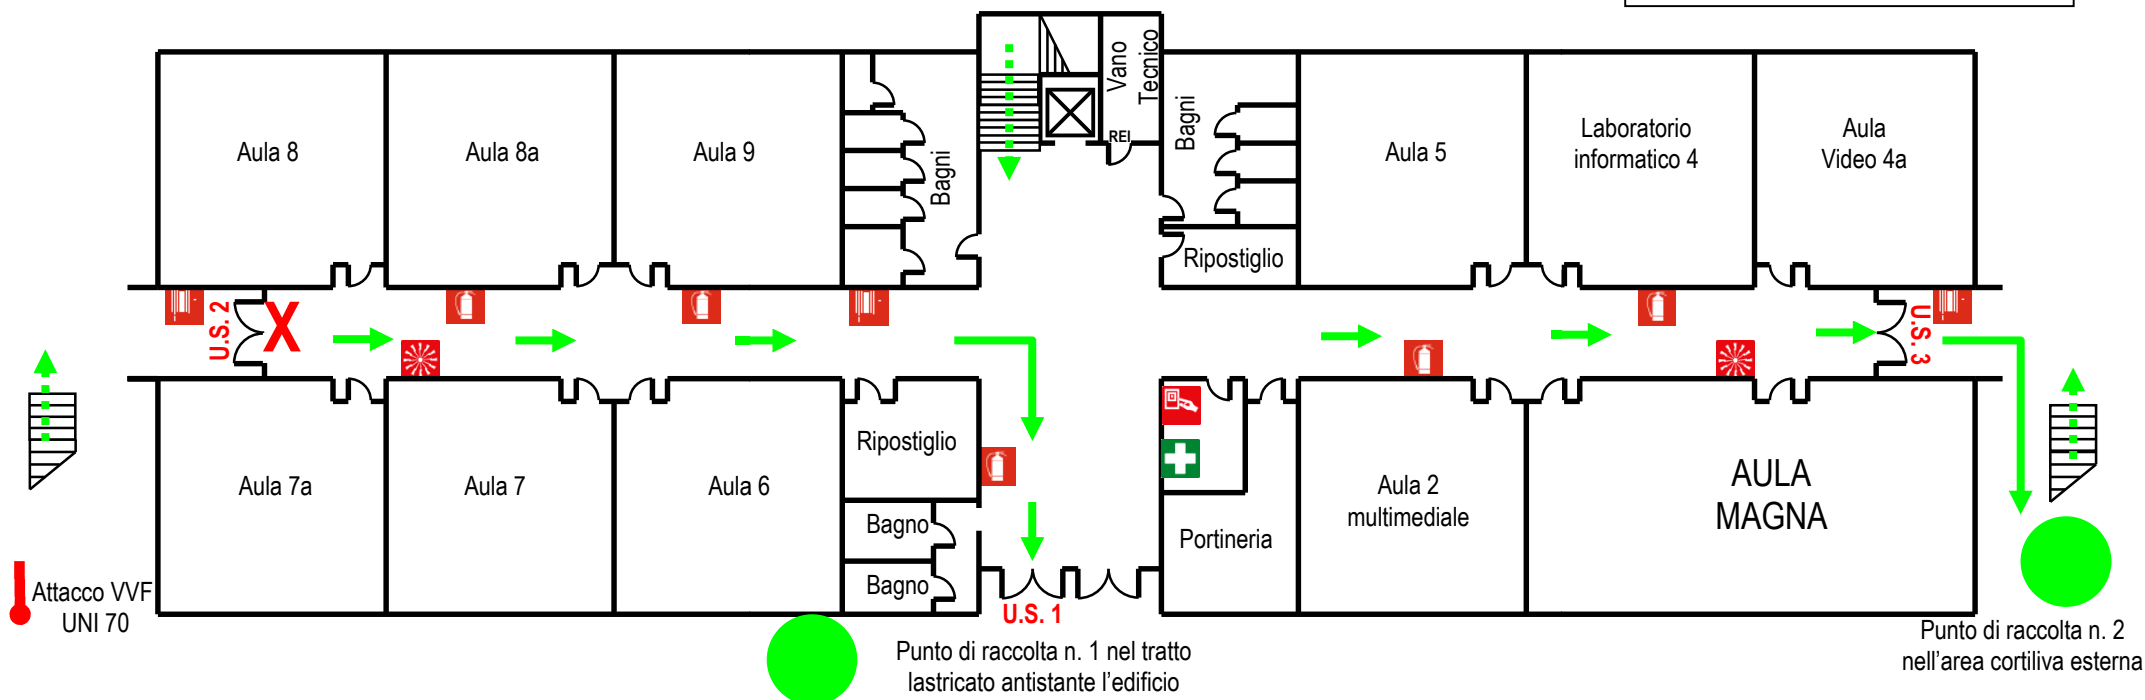 Vano
Tecnico
REI
Aula 8
Aula 8a
Aula 9
Bagni
Bagni
Aula 5
Laboratorio
informatico 4
Aula
Video 4a
Ripostiglio
U.S. 2
X
U.S. 3
Aula 7a
Aula 7
Aula 6
Ripostiglio
Bagno
Bagno
Portineria
Aula 2
multimediale
AULA
MAGNA
Attacco VVF
UNI 70
U.S. 1
Punto di raccolta n. 1 nel tratto
lastricato antistante l’edificio
Punto di raccolta n. 2
nell’area cortiliva esterna